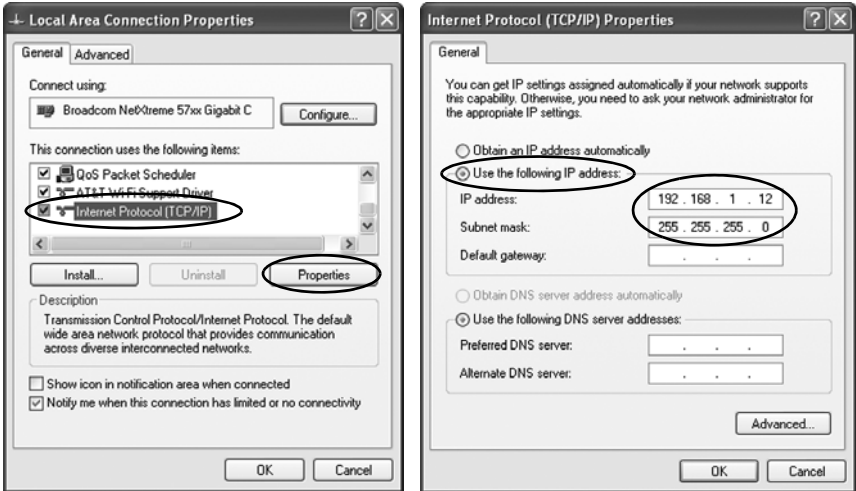 Local Area Connection Properties
General Advanced
Connect using:
Broadcom NetXtreme 57xx Gigabit C
Configure...
This connection uses the following items:
QoS Packet Scheduler
AT&T Wi-Fi Support Driver
Internet Protocol (TCP/IP)
Install... Uninstall Properties
Description
Transmission Control Protocol/Internet Protocol. The default
wide area network protocol that provides communication
across diverse interconnected networks.
Show icon in notification area when connected
Notify me when this connection has limited or no connectivity
OK Cancel
Internet Protocol (TCP/IP) Properties
General
You can get IP settings assigned automatically if your network supports
this capability. Otherwise, you need to ask your network administrator for
the appropriate IP settings.
Obtain an IP address automatically
Use the following IP address:
IP address: 192 . 168 . 1 . 12
Subnet mask: 255 . 255 . 255 . 0
Default gateway: . . .
Obtain DNS server address automatically
Use the following DNS server addresses:
Preferred DNS server: . . .
Alternate DNS server: . . .
Advanced...
OK Cancel